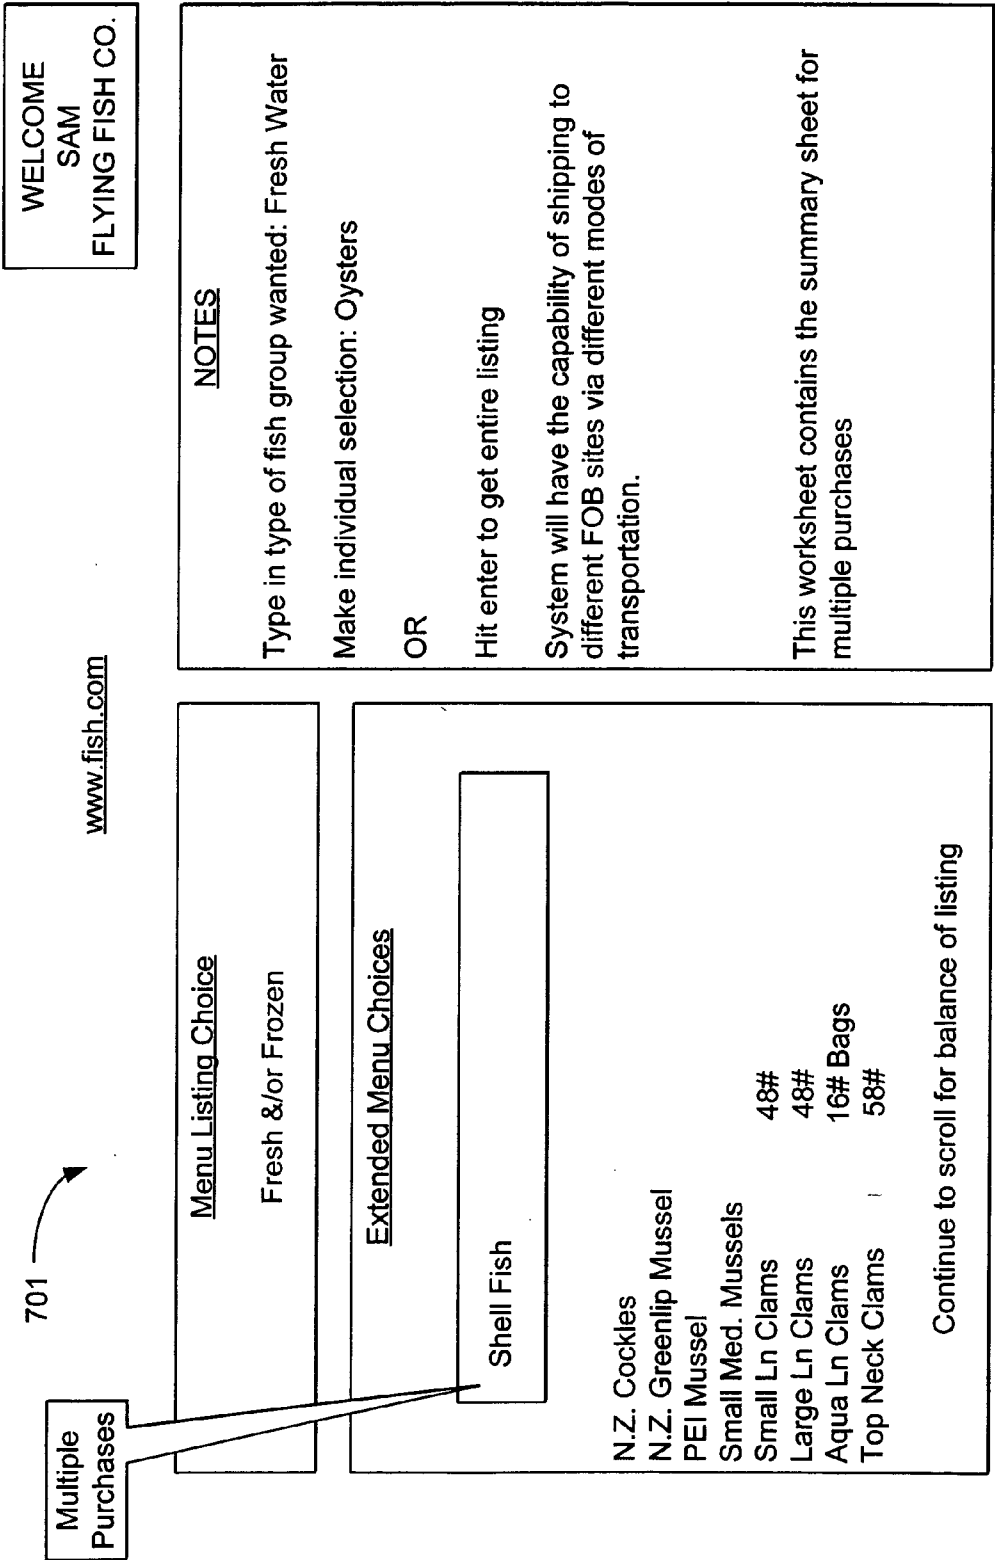 701
www.fish.com
WELCOME
SAM
FLYING FISH CO.
Multiple
Purchases
Menu Listing Choice
Fresh &/or Frozen
Extended Menu Choices
Shell Fish
N.Z. Cockles
N.Z. Greenlip Mussel
PEI Mussel
Small Med. Mussels
Small Ln Clams 48#
Large Ln Clams 48#
Aqua Ln Clams 16# Bags
Top Neck Clams 58#
Continue to scroll for balance of listing
NOTES
Type in type of fish group wanted: Fresh Water
Make individual selection: Oysters
OR
Hit enter to get entire listing
System will have the capability of shipping to
different FOB sites via different modes of
transportation.
This worksheet contains the summary sheet for
multiple purchases